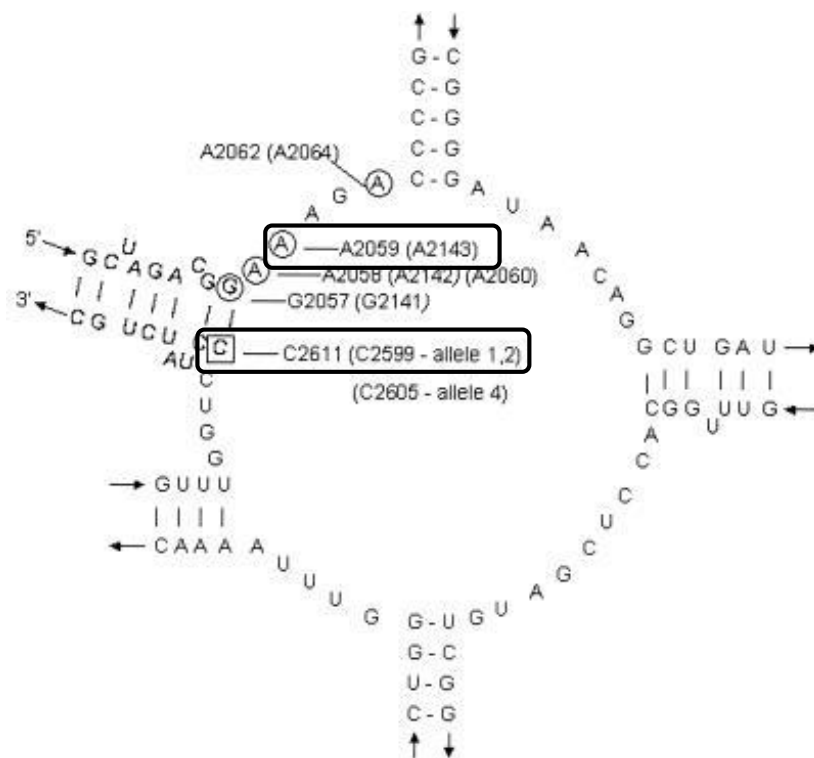 G - C
C - G
C - G
C - G
C - G
A2062 (A2064)
A
G
A
A
A2059 (A2143)
A
A2058 (A2142) (A2060)
G
G2057 (G2141)
5'
G C U A G A C G
3'
C G U C U U A U
C
C2611 (C2599 - allele 1,2)
(C2605 - allele 4)
C
U
G
G
A U A A C A G
G C U G A U
C G G U U U G
A C C U C G A U G
G U U U
C A A A A U U U G
G - U
G - C
U - G
C - G